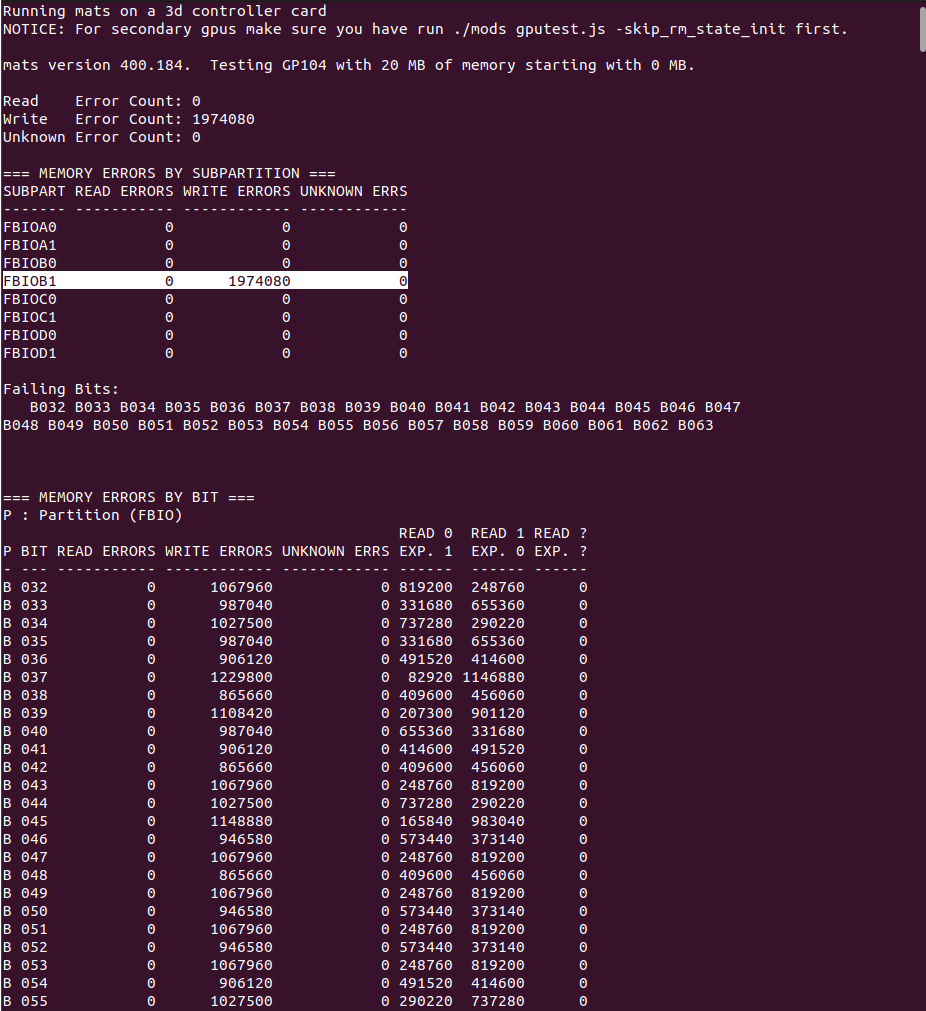 Running mats on a 3d controller card
NOTICE: For secondary gpus make sure you have run ./mods gputest.js -skip_rm_state_init first.
mats version 400.184.  Testing GP104 with 20 MB of memory starting with 0 MB.
Read    Error Count: 0
Write   Error Count: 1974080
Unknown Error Count: 0
=== MEMORY ERRORS BY SUBPARTITION ===
SUBPART READ ERRORS WRITE ERRORS UNKNOWN ERRS
------- ----------- ------------ ------------
FBIOA0            0            0            0
FBIOA1            0            0            0
FBIOB0            0            0            0
FBIOB1            0      1974080            0
FBIOC0            0            0            0
FBIOC1            0            0            0
FBIOD0            0            0            0
FBIOD1            0            0            0
Failing Bits:
   B032 B033 B034 B035 B036 B037 B038 B039 B040 B041 B042 B043 B044 B045 B046 B047
B048 B049 B050 B051 B052 B053 B054 B055 B056 B057 B058 B059 B060 B061 B062 B063
=== MEMORY ERRORS BY BIT ===
P : Partition (FBIO)
                                            READ 0  READ 1 READ ?
P BIT READ ERRORS WRITE ERRORS UNKNOWN ERRS EXP. 1  EXP. 0 EXP. ?
- --- ----------- ------------ ------------ ------  ------ ------
B 032           0      1067960            0 819200  248760      0
B 033           0       987040            0 331680  655360      0
B 034           0      1027500            0 737280  290220      0
B 035           0       987040            0 331680  655360      0
B 036           0       906120            0 491520  414600      0
B 037           0      1229800            0  82920 1146880      0
B 038           0       865660            0 409600  456060      0
B 039           0      1108420            0 207300  901120      0
B 040           0       987040            0 655360  331680      0
B 041           0       906120            0 414600  491520      0
B 042           0       865660            0 409600  456060      0
B 043           0      1067960            0 248760  819200      0
B 044           0      1027500            0 737280  290220      0
B 045           0      1148880            0 165840  983040      0
B 046           0       946580            0 573440  373140      0
B 047           0      1067960            0 248760  819200      0
B 048           0       865660            0 409600  456060      0
B 049           0      1067960            0 248760  819200      0
B 050           0       946580            0 573440  373140      0
B 051           0      1067960            0 248760  819200      0
B 052           0       946580            0 573440  373140      0
B 053           0      1067960            0 248760  819200      0
B 054           0       906120            0 491520  414600      0
B 055           0      1027500            0 290220  737280      0